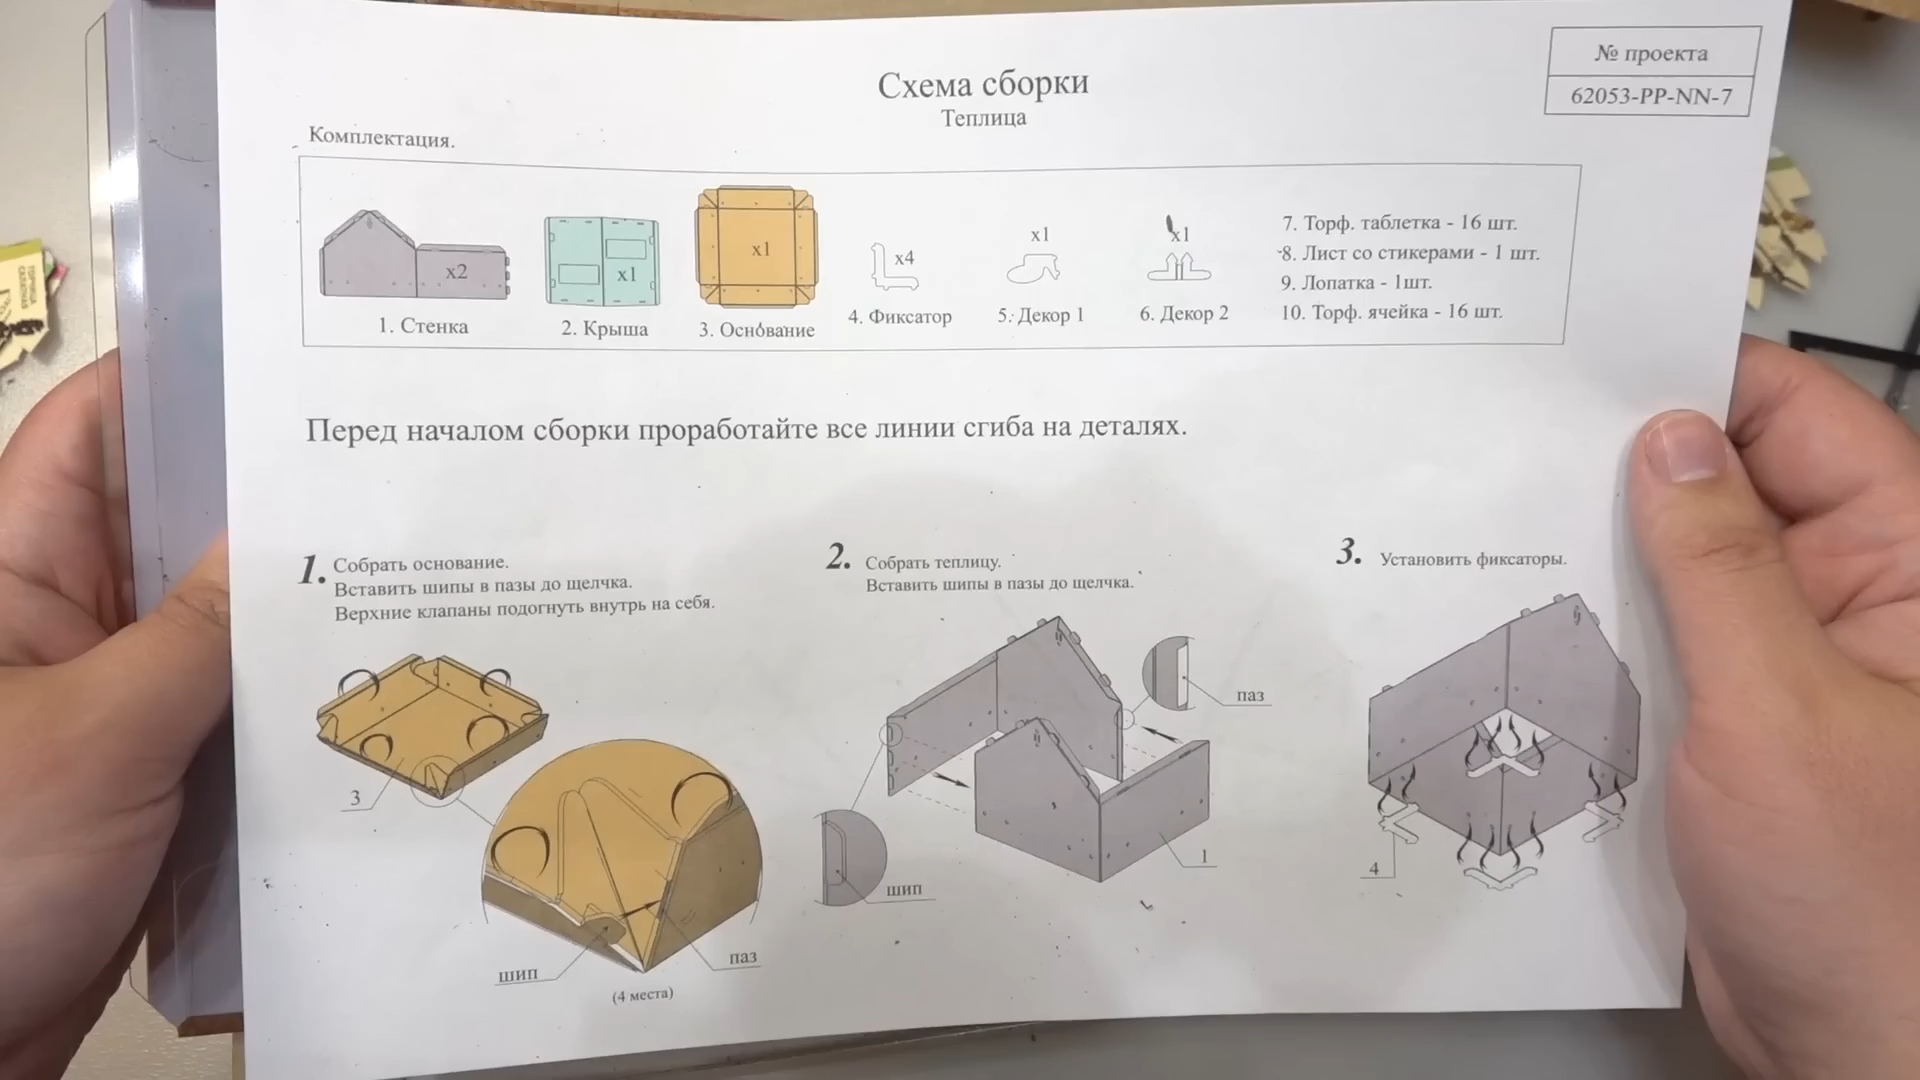 № проекта
62053-PP-NN-7
Схема сборки
Теплица
Комплектация.
x2
x1
x1
x4
x1
x1
1. Стенка
2. Крыша
3. Основание
4. Фиксатор
5. Декор 1
6. Декор 2
7. Торф. таблетка - 16 шт.
8. Лист со стикерами - 1 шт.
9. Лопатка - 1шт.
10. Торф. ячейка - 16 шт.
Перед началом сборки проработайте все линии сгиба на деталях.
1. Собрать основание.
Вставить шипы в пазы до щелчка.
Верхние клапаны подогнуть внутрь на себя.
3
шип
паз
(4 места)
2. Собрать теплицу.
Вставить шипы в пазы до щелчка.
паз
шип
1
3. Установить фиксаторы.
4